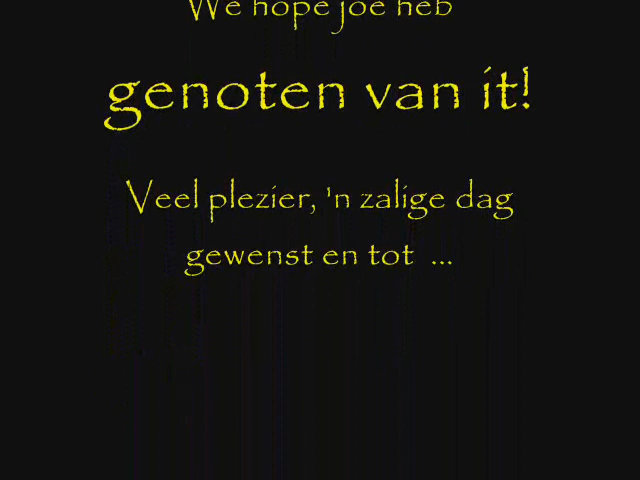 We hope joe heb
genoten van it!
Veel plezier, 'n zalige dag
gewenst en tot ...